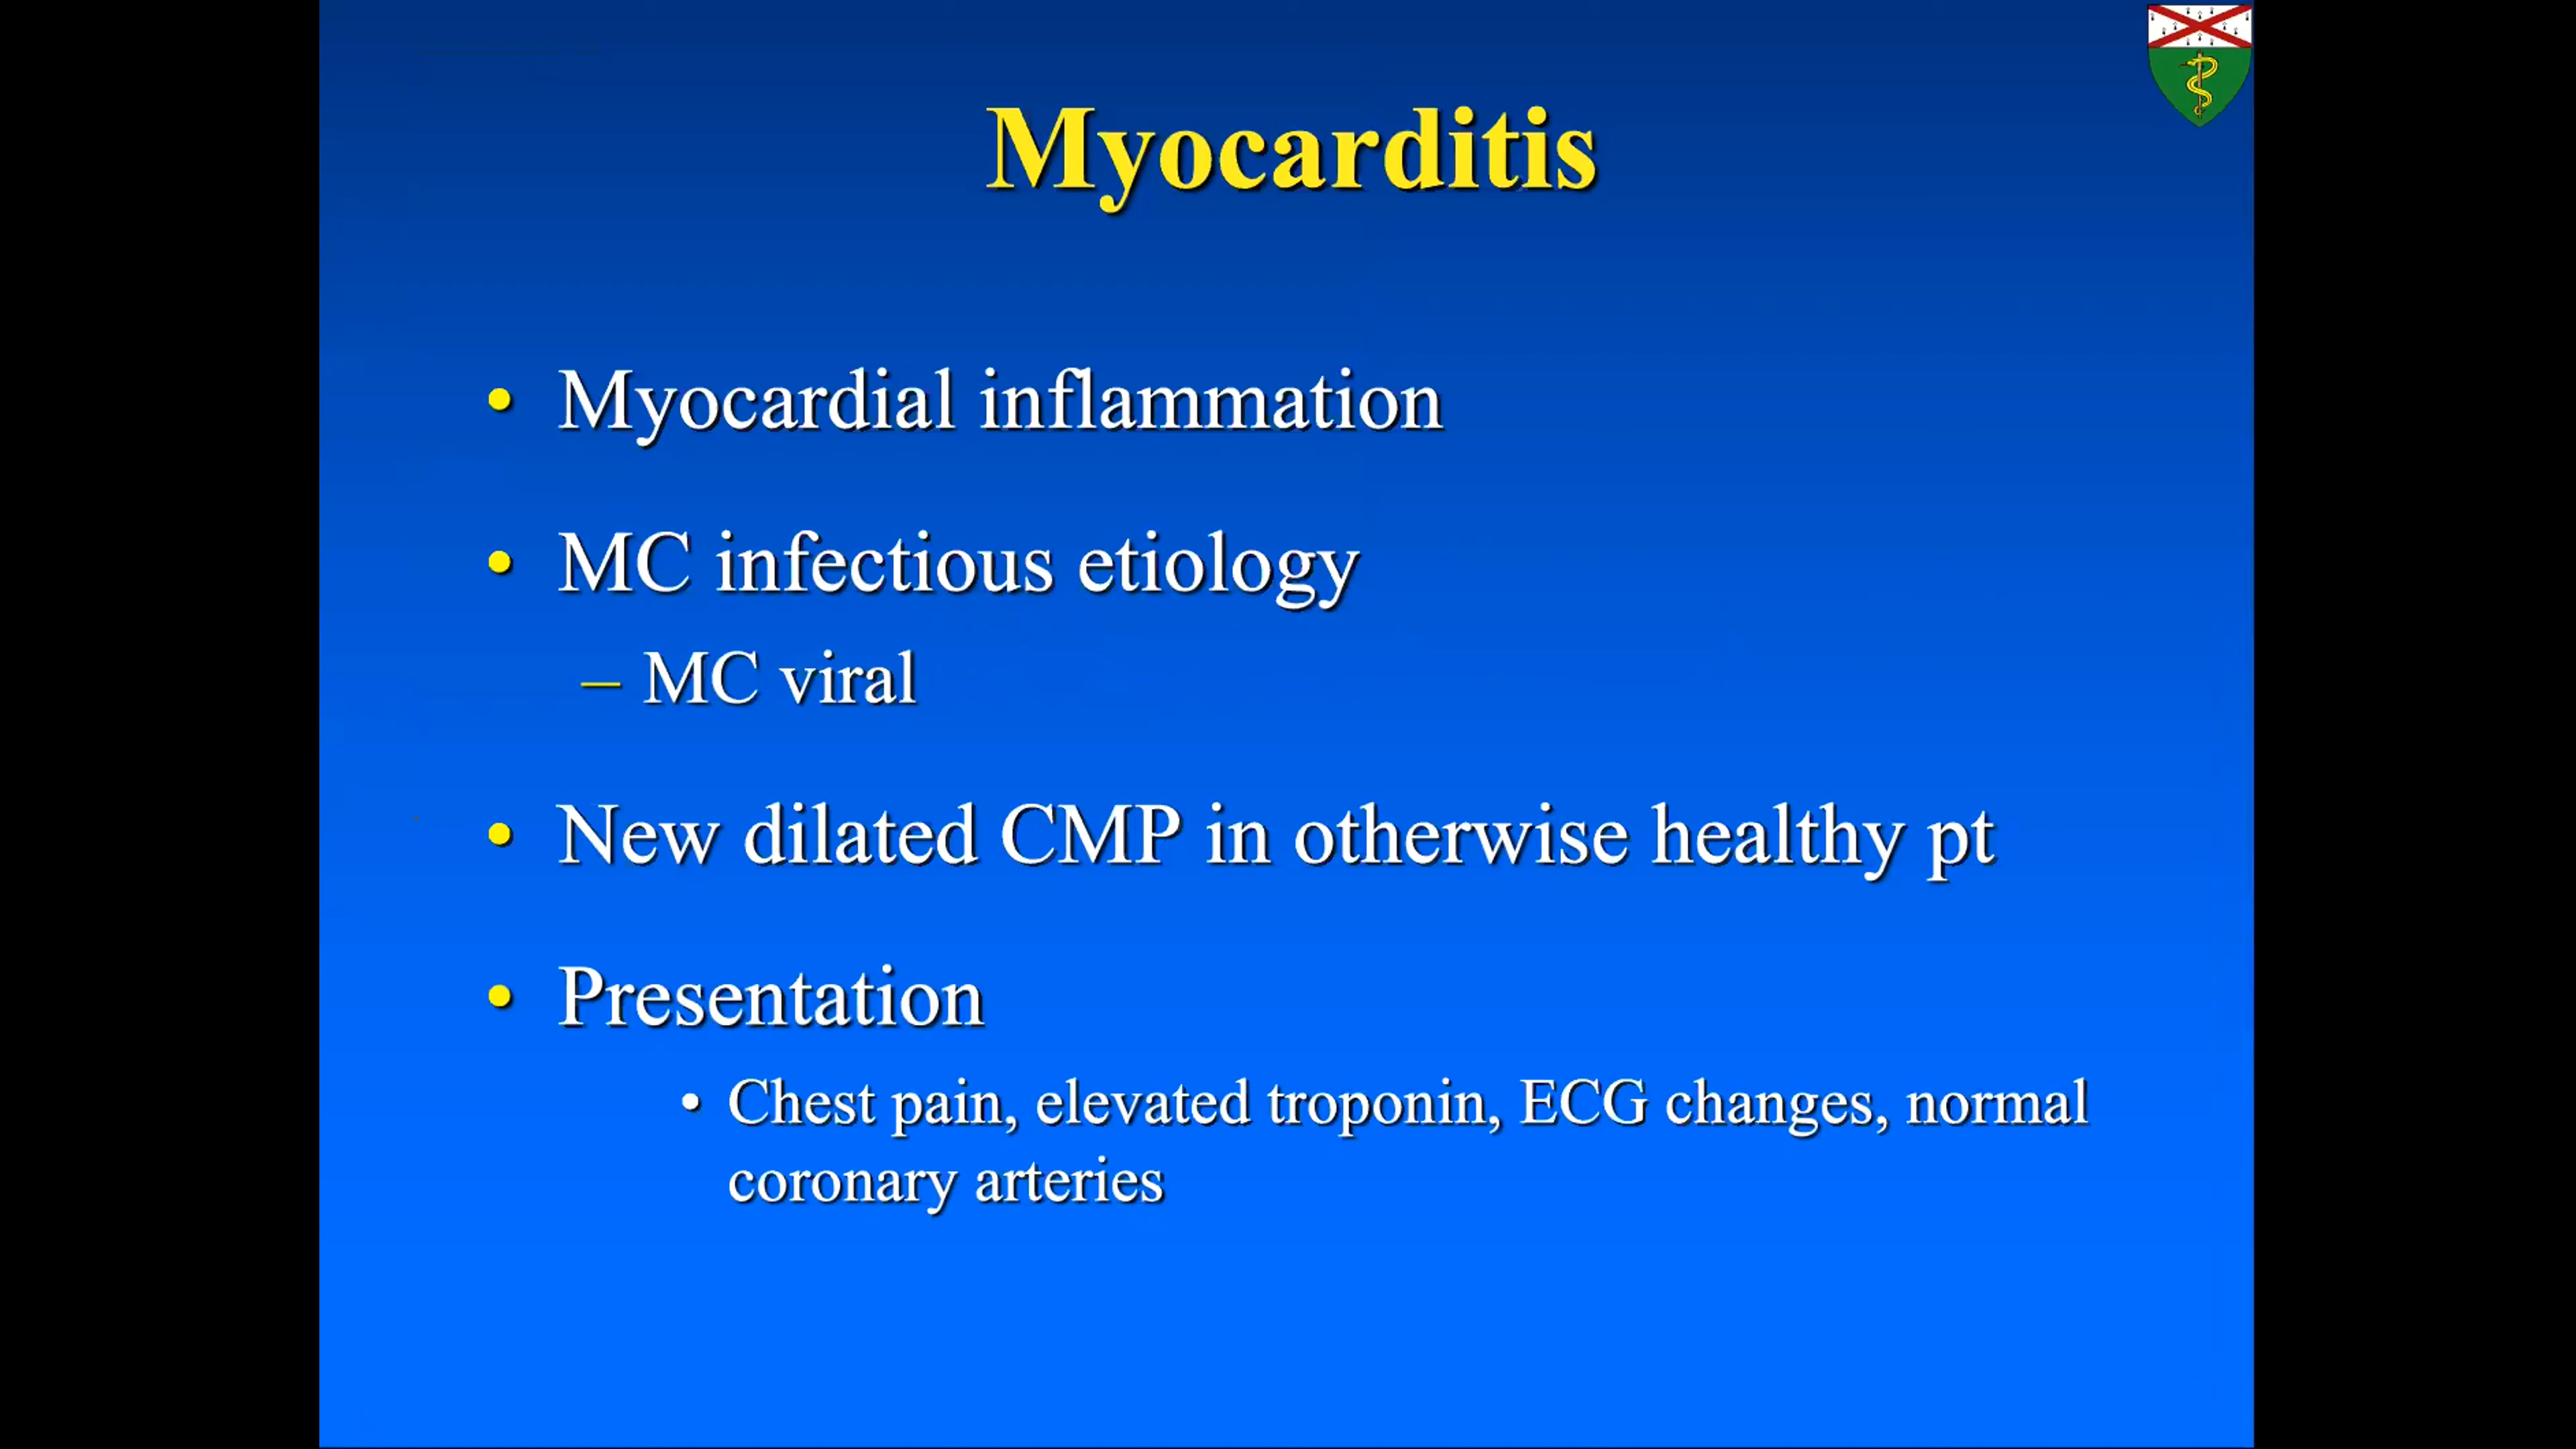 Myocarditis
• Myocardial inflammation
• MC infectious etiology
– MC viral
• New dilated CMP in otherwise healthy pt
• Presentation
• Chest pain, elevated troponin, ECG changes, normal
coronary arteries